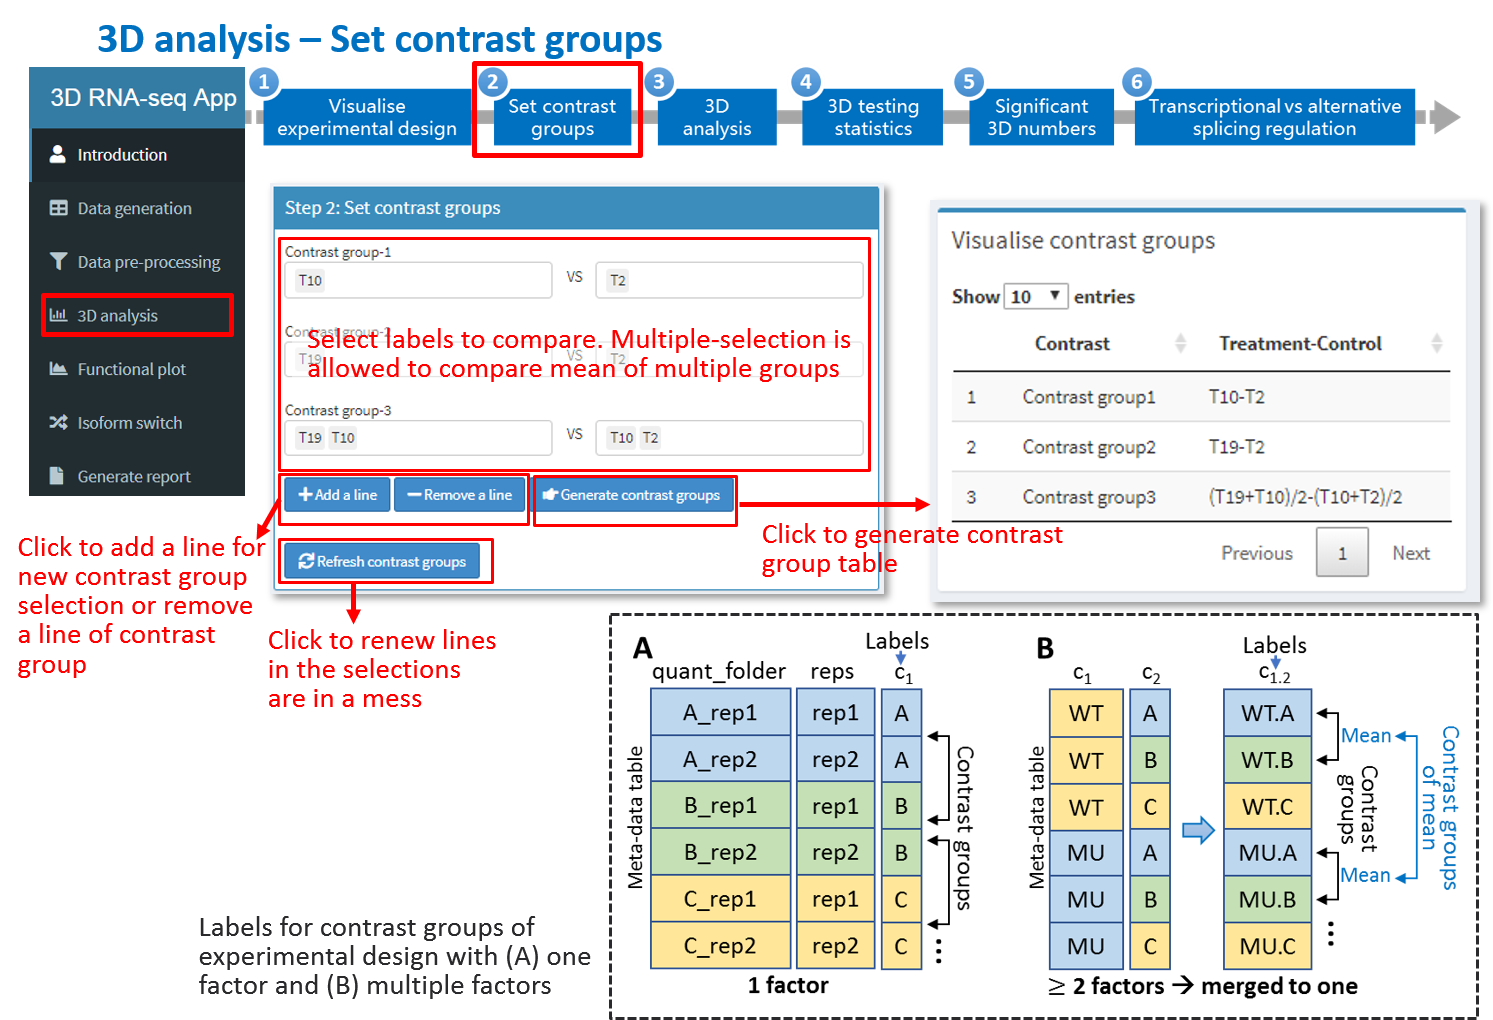 3D analysis – Set contrast groups
3D RNA-seq App
Introduction
Data generation
Data pre-processing
3D analysis
Functional plot
Isoform switch
Generate report
1
Visualise
experimental design
2
Set contrast
groups
3
3D
analysis
4
3D testing
statistics
5
Significant
3D numbers
6
Transcriptional vs alternative
splicing regulation
Step 2: Set contrast groups
Contrast group-1
T10 VS T2
Contrast group-2
T19 VS T2
Select labels to compare. Multiple-selection is
allowed to compare mean of multiple groups
Contrast group-3
T19 T10 VS T10 T2
Add a line
Remove a line
Generate contrast groups
Refresh contrast groups
Click to add a line for
new contrast group
selection or remove
a line of contrast
group
Click to renew lines
in the selections
are in a mess
Click to generate contrast
group table
Visualise contrast groups
Show 10 entries
Contrast Treatment-Control
1 Contrast group1 T10-T2
2 Contrast group2 T19-T2
3 Contrast group3 (T19+T10)/2-(T10+T2)/2
Previous 1 Next
Labels for contrast groups of
experimental design with (A) one
factor and (B) multiple factors
A
Labels
quant_folder reps c1
A_rep1 rep1 A
A_rep2 rep2 A
B_rep1 rep1 B
B_rep2 rep2 B
C_rep1 rep1 C
C_rep2 rep2 C
Meta-data table
Contrast groups
⋮
1 factor
B
Labels
c1 c2 c1.2
WT A WT.A
WT B WT.B
WT C WT.C
MU A MU.A
MU B MU.B
MU C MU.C
Meta-data table
Mean
Mean
Contrast
groups
Contrast groups
of mean
⋮
≥ 2 factors → merged to one